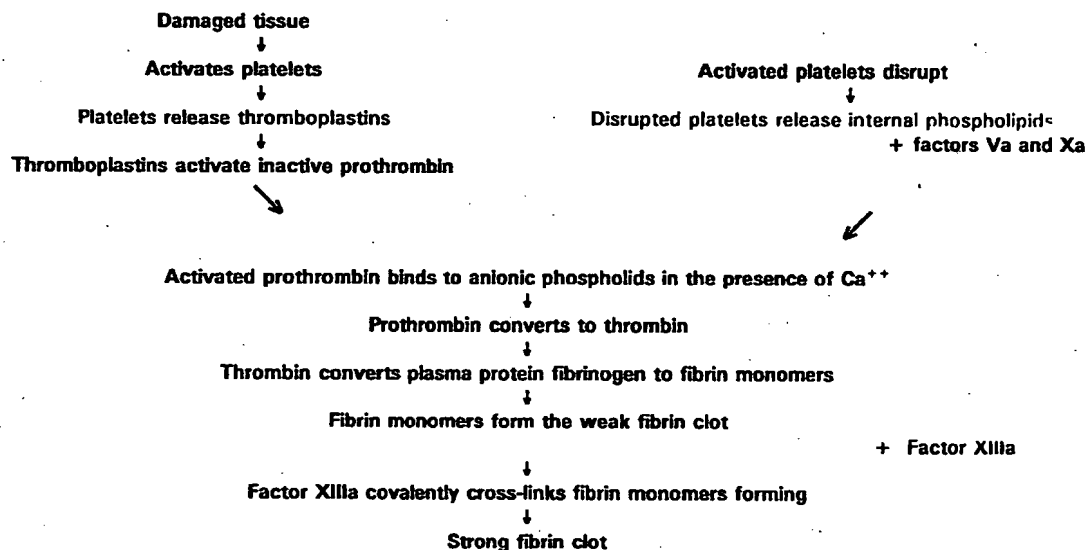 Damaged tissue
↓
Activates platelets
↓
Platelets release thromboplastins
↓
Thromboplastins activate inactive prothrombin
↘
Activated platelets disrupt
↓
Disrupted platelets release internal phospholipids
+ factors Va and Xa
↙
Activated prothrombin binds to anionic phospholids in the presence of Ca⁺⁺
↓
Prothrombin converts to thrombin
↓
Thrombin converts plasma protein fibrinogen to fibrin monomers
↓
Fibrin monomers form the weak fibrin clot
+ Factor XIIIa
↓
Factor XIIIa covalently cross-links fibrin monomers forming
↓
Strong fibrin clot